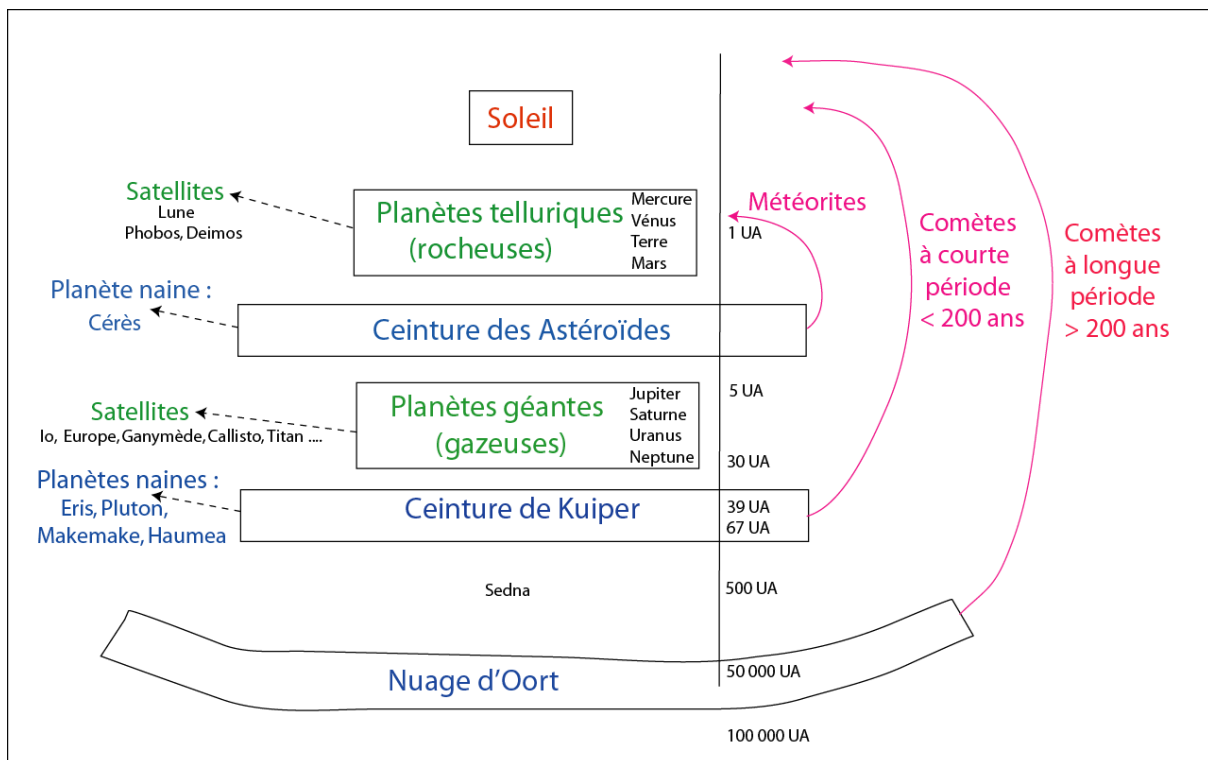 Soleil
Satellites
Lune
Phobos, Deimos
Planètes telluriques
(rocheuses)
Mercure
Vénus
Terre
Mars
1 UA
Météorites
Comètes
à courte
période
< 200 ans
Comètes
à longue
période
> 200 ans
Planète naine :
Cérès
Ceinture des Astéroïdes
Satellites
Io, Europe, Ganymède, Callisto, Titan ....
Planètes géantes
(gazeuses)
Jupiter
Saturne
Uranus
Neptune
5 UA
30 UA
Planètes naines :
Eris, Pluton,
Makemake, Haumea
Ceinture de Kuiper
39 UA
67 UA
Sedna
500 UA
Nuage d'Oort
50 000 UA
100 000 UA